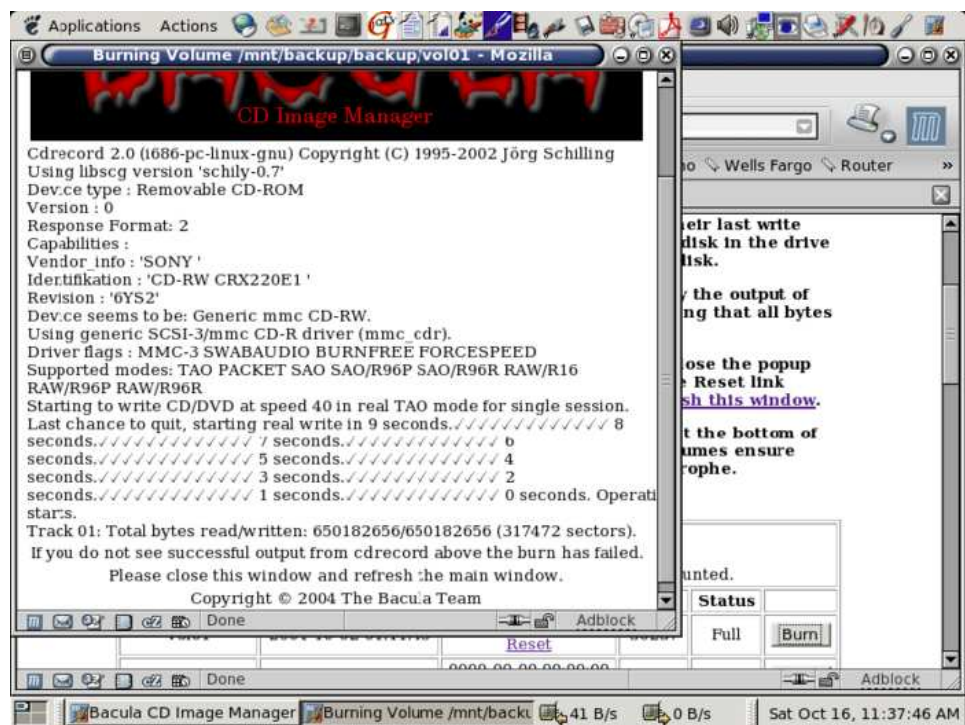 Applications Actions
Burning Volume /mnt/backup/backup/vol01 - Mozilla
CD Image Manager
Cdrecord 2.0 (i686-pc-linux-gnu) Copyright (C) 1995-2002 Jörg Schilling
Using libscg version 'schily-0.7'
Device type : Removable CD-ROM
Version : 0
Response Format: 2
Capabilities :
Vendor_info : 'SONY '
Identifikation : 'CD-RW CRX220E1 '
Revision : '6YS2'
Device seems to be: Generic mmc CD-RW.
Using generic SCSI-3/mmc CD-R driver (mmc_cdr).
Driver flags : MMC-3 SWABAUDIO BURNFREE FORCESPEED
Supported modes: TAO PACKET SAO SAO/R96P SAO/R96R RAW/R16
RAW/R96P RAW/R96R
Starting to write CD/DVD at speed 40 in real TAO mode for single session.
Last chance to quit, starting real write in 9 seconds.✓✓✓✓✓✓✓✓✓✓✓✓✓ 8
seconds.✓✓✓✓✓✓✓✓✓✓✓✓✓ 7 seconds.✓✓✓✓✓✓✓✓✓✓✓✓✓ 6
seconds.✓✓✓✓✓✓✓✓✓✓✓✓✓ 5 seconds.✓✓✓✓✓✓✓✓✓✓✓✓✓ 4
seconds.✓✓✓✓✓✓✓✓✓✓✓✓✓ 3 seconds.✓✓✓✓✓✓✓✓✓✓✓✓✓ 2
seconds.✓✓✓✓✓✓✓✓✓✓✓✓✓ 1 seconds.✓✓✓✓✓✓✓✓✓✓✓✓✓ 0 seconds. Operati
starts.
Track 01: Total bytes read/written: 650182656/650182656 (317472 sectors).
If you do not see successful output from cdrecord above the burn has failed.
Please close this window and refresh the main window.
Copyright © 2004 The Bacula Team
Done
Adblock
Wells Fargo Router »
eir last write
disk in the drive
disk.
the output of
ng that all bytes
ose the popup
Reset link
sh this window.
t the bottom of
umes ensure
rophe.
unted.
Status
Reset
Full
Burn
Done
Adblock
Bacula CD Image Manager
Burning Volume /mnt/backu
41 B/s
0 B/s
Sat Oct 16, 11:37:46 AM